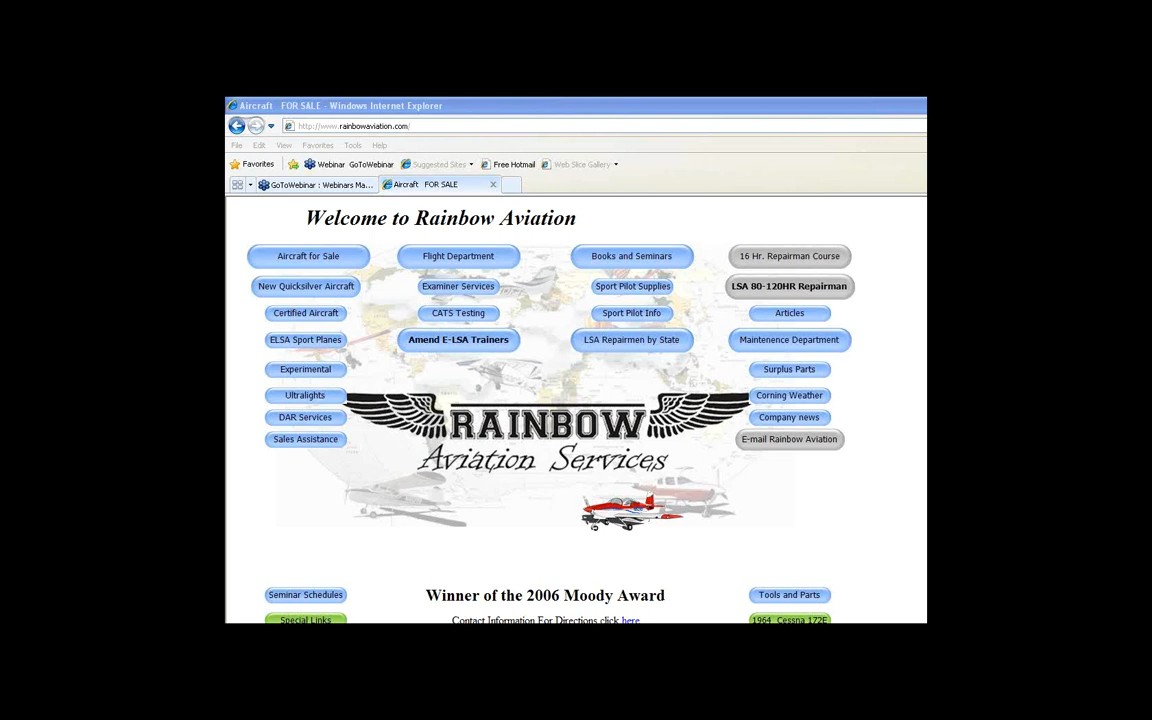 Aircraft FOR SALE - Windows Internet Explorer
http://www.rainbowaviation.com/
File Edit View Favorites Tools Help
Favorites Webinar GoToWebinar Suggested Sites Free Hotmail Web Slice Gallery
GoToWebinar : Webinars Ma... Aircraft FOR SALE X
Welcome to Rainbow Aviation
Aircraft for Sale Flight Department Books and Seminars 16 Hr. Repairman Course
New Quicksilver Aircraft Examiner Services Sport Pilot Supplies LSA 80-120HR Repairman
Certified Aircraft CATS Testing Sport Pilot Info Articles
ELSA Sport Planes Amend E-LSA Trainers LSA Repairmen by State Maintenence Department
Experimental Surplus Parts
Ultralights Corning Weather
DAR Services Company news
Sales Assistance E-mail Rainbow Aviation
RAINBOW
Aviation Services
Seminar Schedules Winner of the 2006 Moody Award Tools and Parts
Special Links Contact Information For Directions click here 1964 Cessna 172E